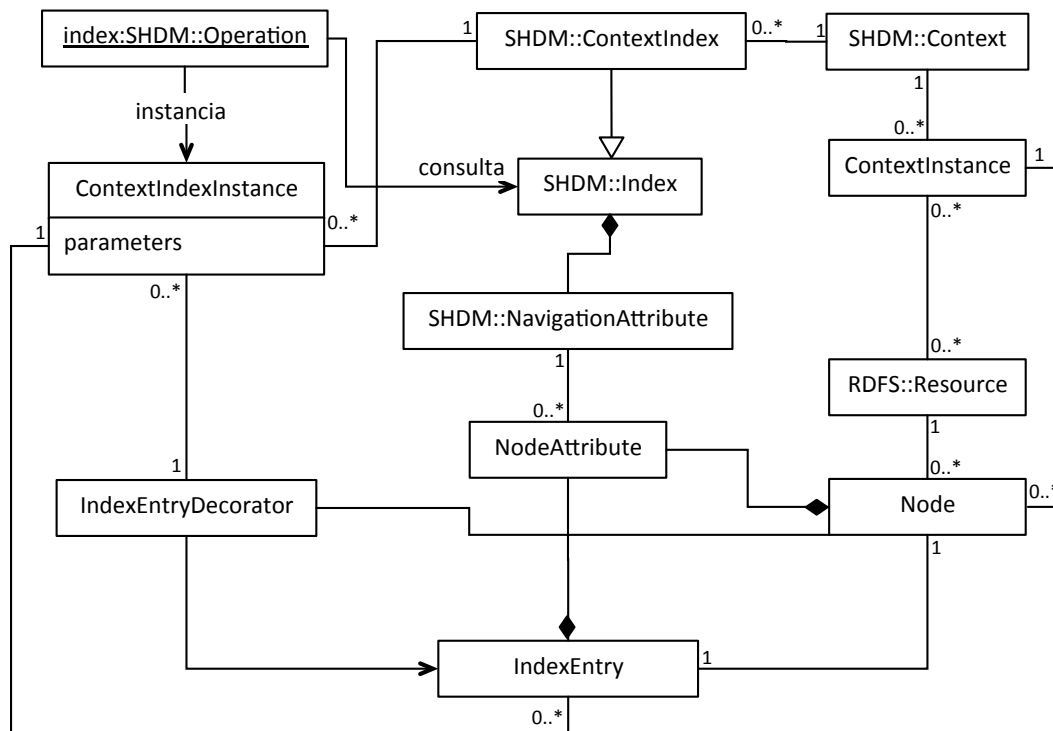 index:SHDM::Operation
1
SHDM::ContextIndex
0..*
1
SHDM::Context
1
instancia
0..*
ContextIndexInstance
consulta
SHDM::Index
ContextInstance
1
1
parameters
0..*
0..*
0..*
SHDM::NavigationAttribute
1
0..*
RDFS::Resource
0..*
1
NodeAttribute
1
0..*
IndexEntryDecorator
Node
0..*
1
IndexEntry
1
0..*